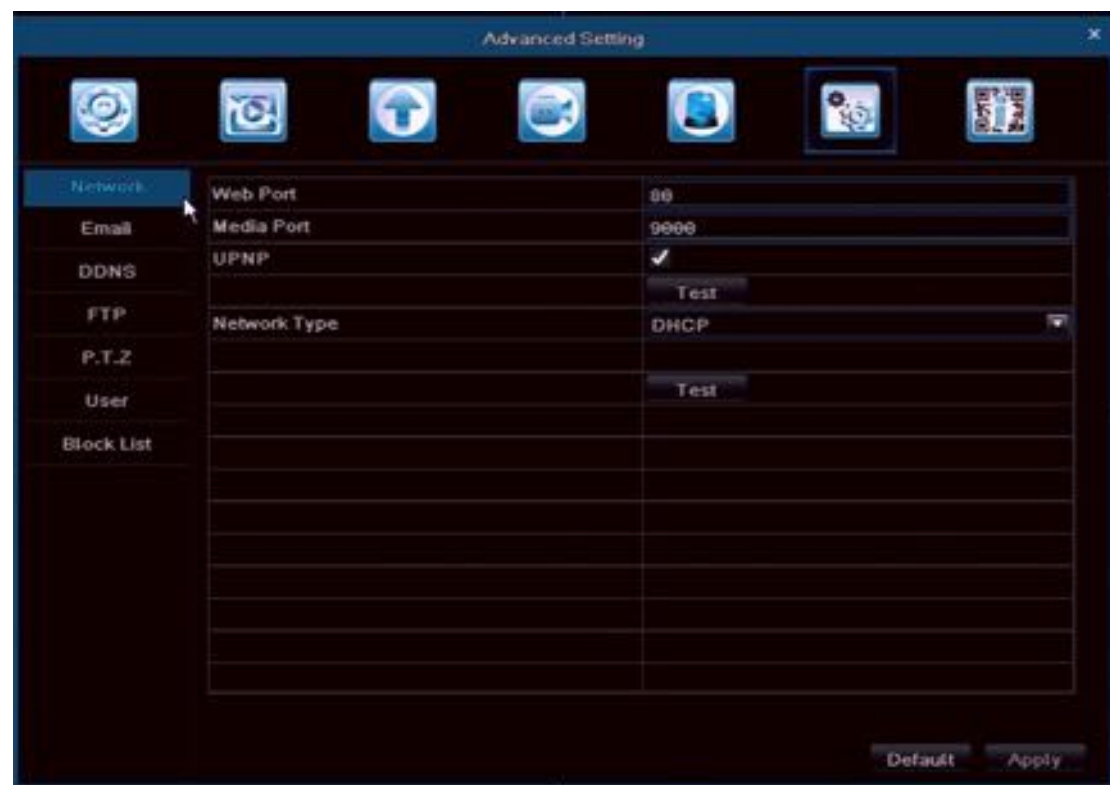 Advanced Setting
Network
Email
DDNS
FTP
P.T.Z
User
Block List
Web Port 80
Media Port 9000
UPNP
Test
Network Type DHCP
Test
Default Apply